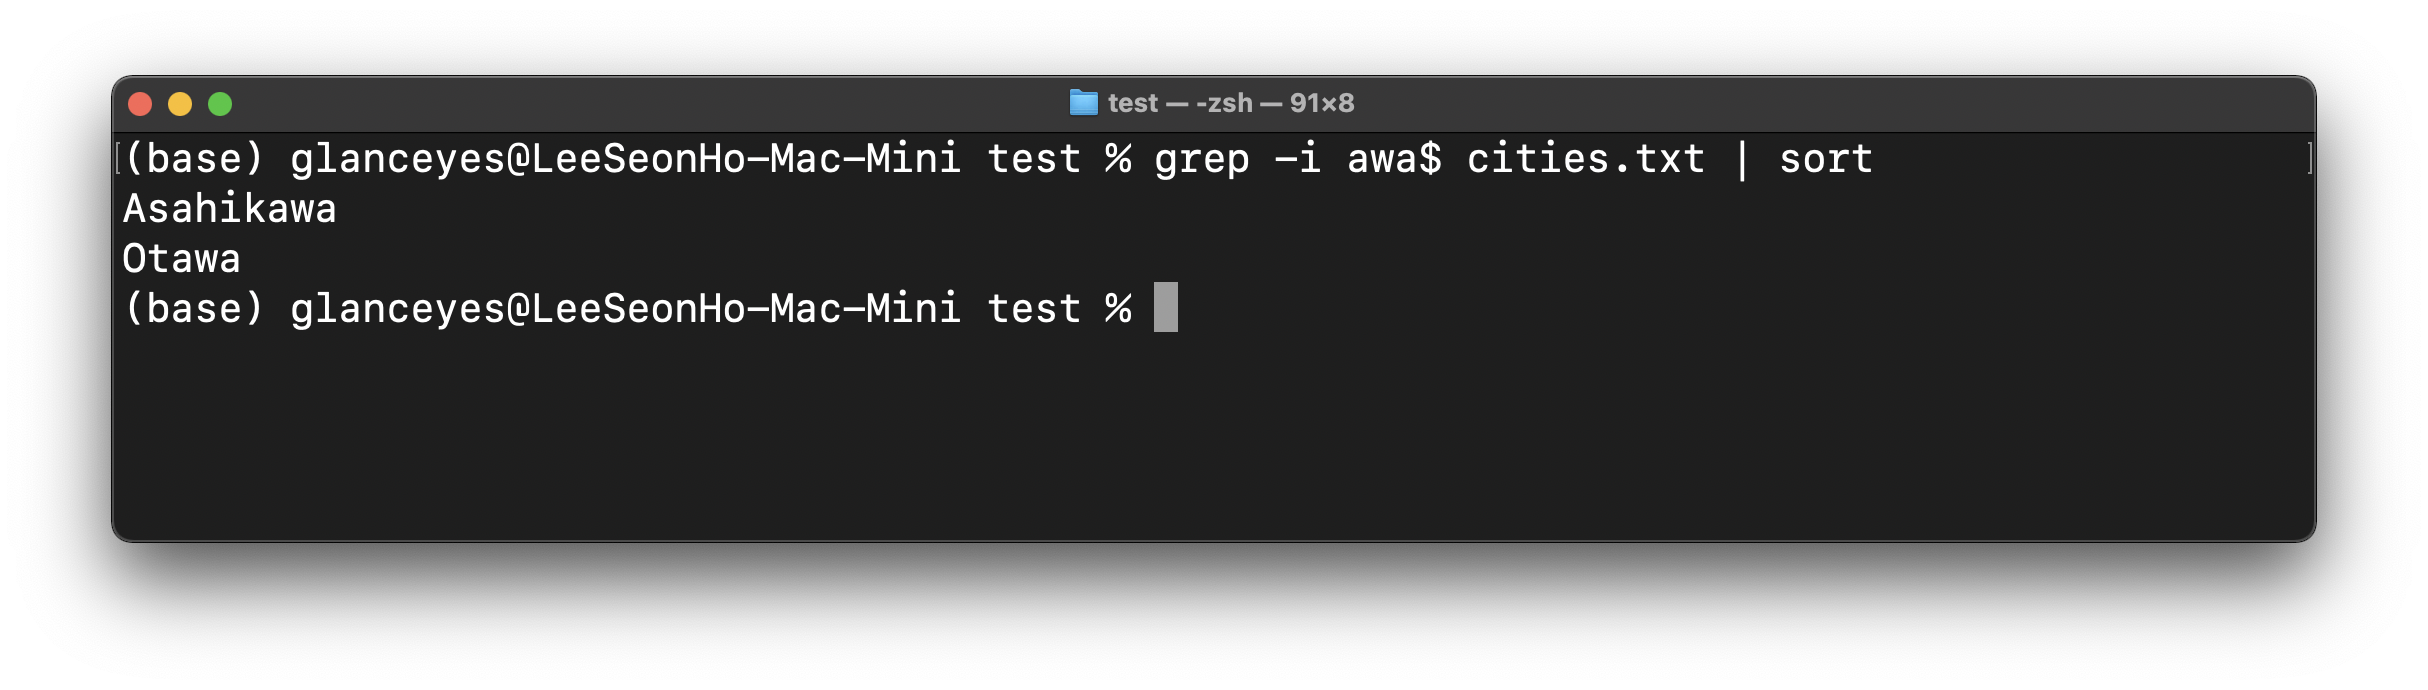 test — -zsh — 91×8
(base) glanceyes@LeeSeonHo-Mac-Mini test % grep -i awa$ cities.txt | sort
Asahikawa
Otawa
(base) glanceyes@LeeSeonHo-Mac-Mini test %